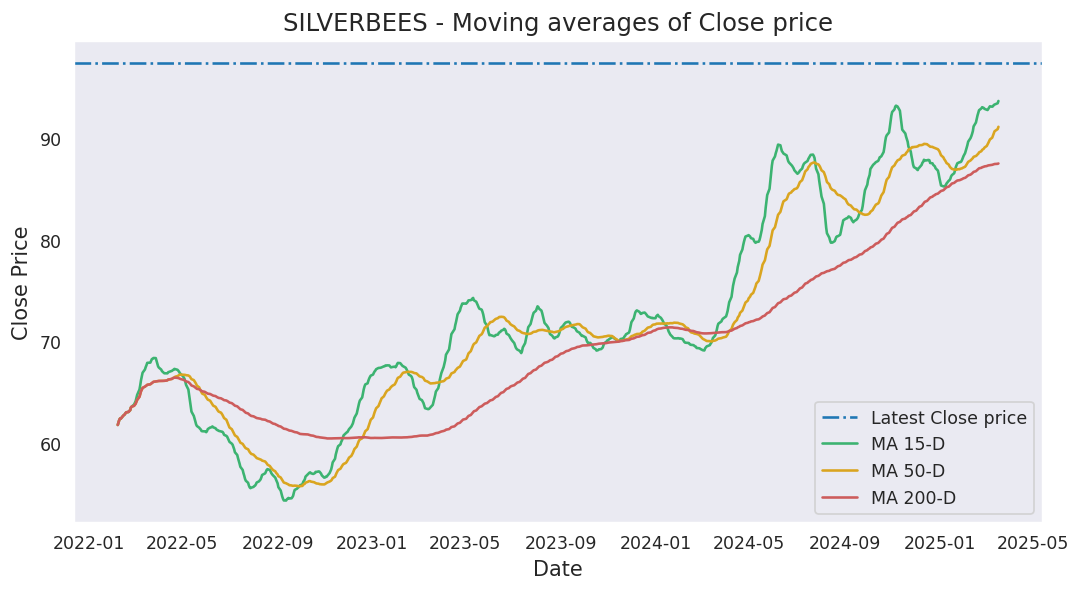 SILVERBEES - Moving averages of Close price
Close Price
90
80
70
60
Latest Close price
MA 15-D
MA 50-D
MA 200-D
2022-01 2022-05 2022-09 2023-01 2023-05 2023-09 2024-01 2024-05 2024-09 2025-01 2025-05
Date